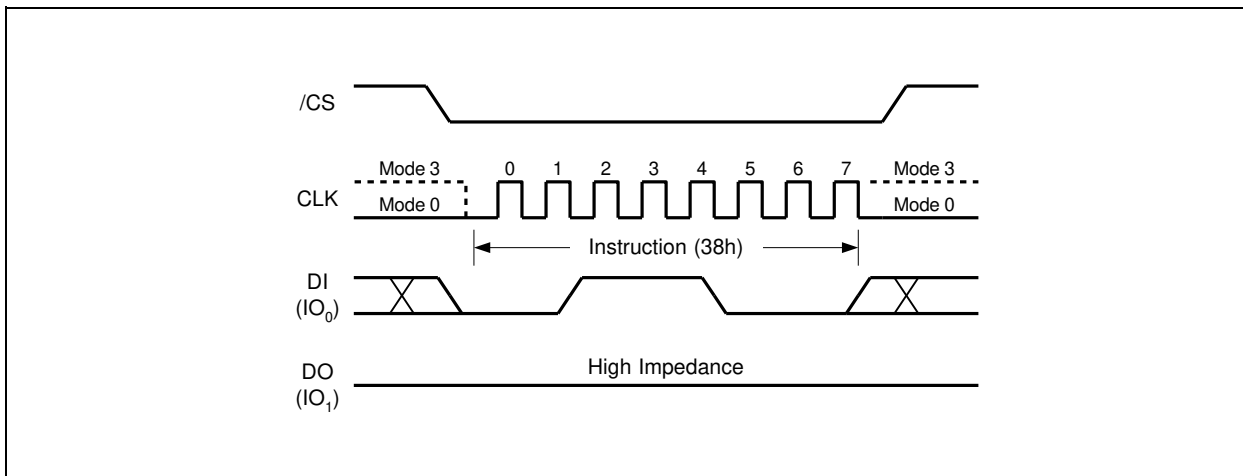 /CS
Mode 3 0 1 2 3 4 5 6 7 Mode 3
CLK
Mode 0 Mode 0
Instruction (38h)
DI
(IO0)
High Impedance
DO
(IO1)